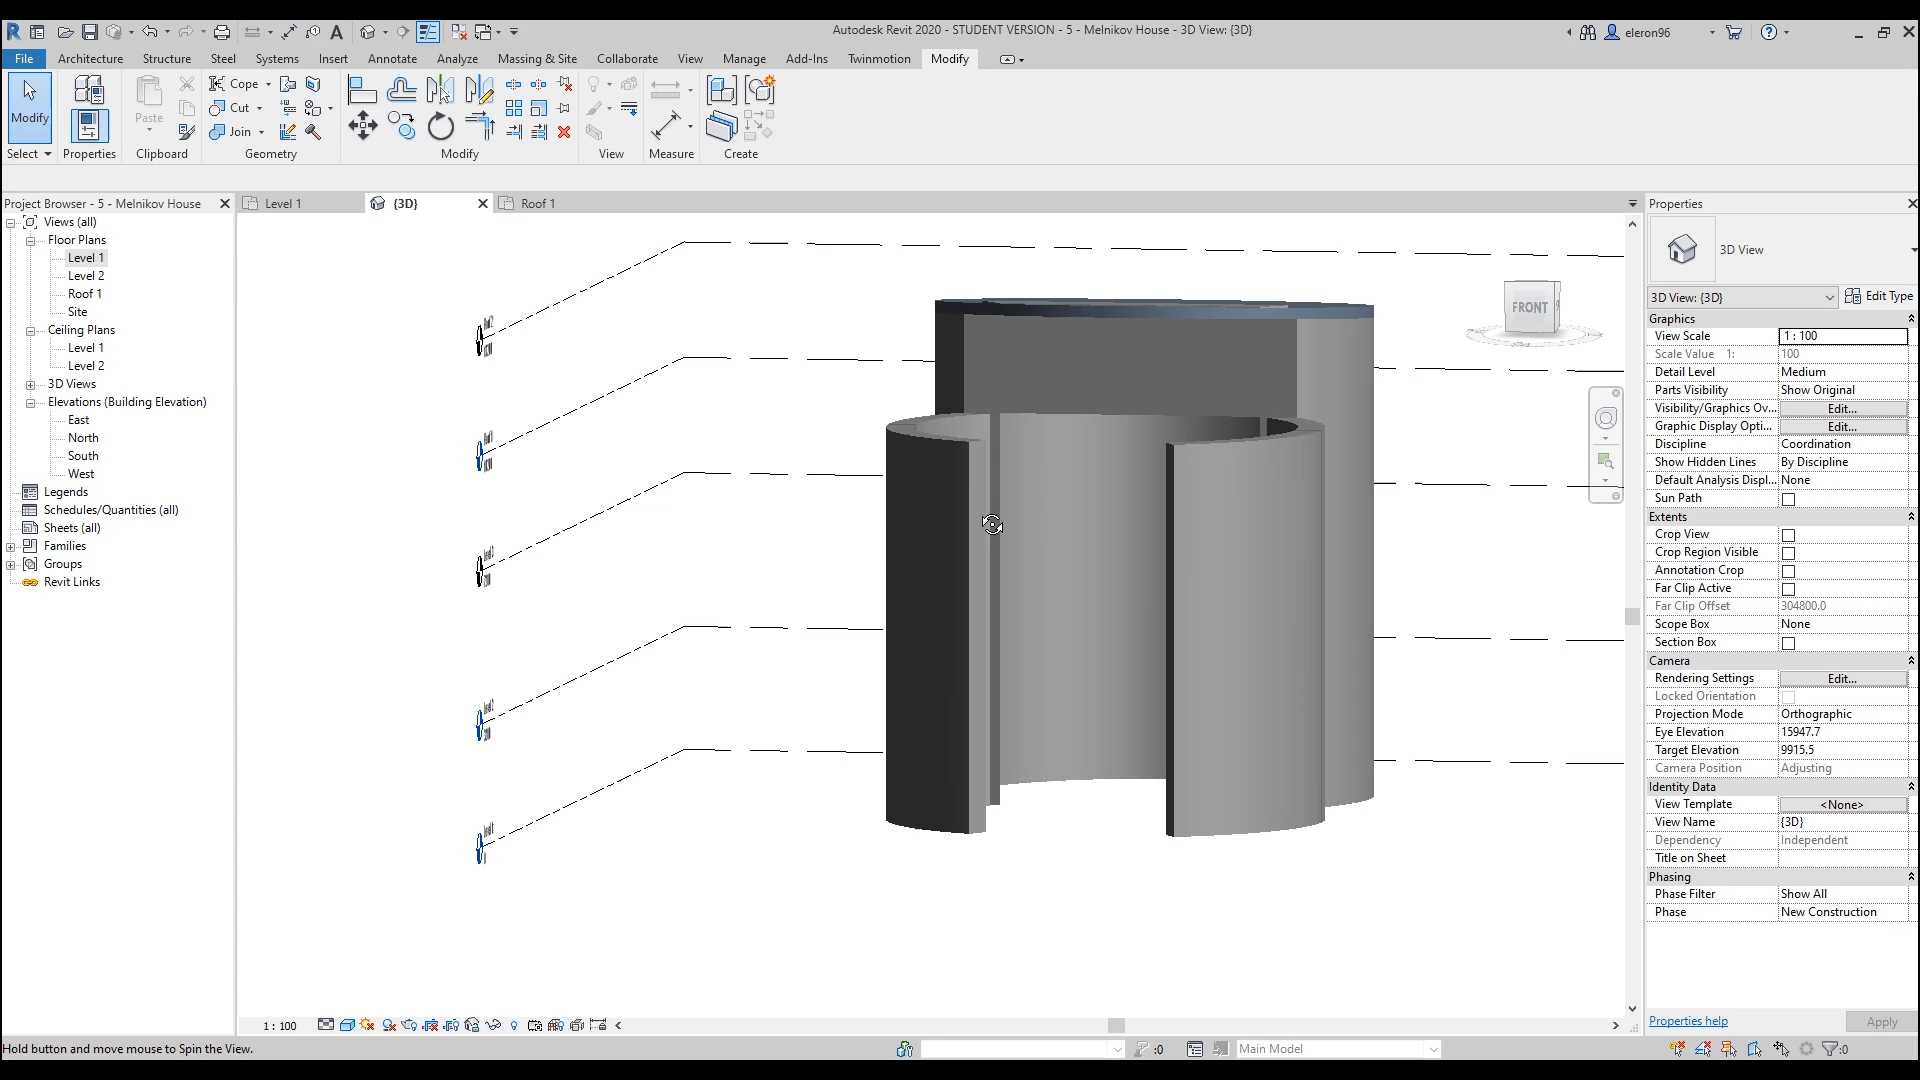 Autodesk Revit 2020 - STUDENT VERSION - 5 - Melnikov House - 3D View: {3D}
eleron96
File Architecture Structure Steel Systems Insert Annotate Analyze Massing & Site Collaborate View Manage Add-Ins Twinmotion Modify
Modify
Paste
Cope
Cut
Join
Select Properties Clipboard Geometry Modify View Measure Create
Project Browser - 5 - Melnikov House
Level 1
{3D}
Roof 1
Views (all)
Floor Plans
Level 1
Level 2
Roof 1
Site
Ceiling Plans
Level 1
Level 2
3D Views
Elevations (Building Elevation)
East
North
South
West
Legends
Schedules/Quantities (all)
Sheets (all)
Families
Groups
Revit Links
FRONT
Properties
3D View
3D View: {3D} Edit Type
Graphics
View Scale 1 : 100
Scale Value 1: 100
Detail Level Medium
Parts Visibility Show Original
Visibility/Graphics Ov... Edit...
Graphic Display Opti... Edit...
Discipline Coordination
Show Hidden Lines By Discipline
Default Analysis Displ... None
Sun Path
Extents
Crop View
Crop Region Visible
Annotation Crop
Far Clip Active
Far Clip Offset 304800.0
Scope Box None
Section Box
Camera
Rendering Settings Edit...
Locked Orientation
Projection Mode Orthographic
Eye Elevation 15947.7
Target Elevation 9915.5
Camera Position Adjusting
Identity Data
View Template <None>
View Name {3D}
Dependency Independent
Title on Sheet
Phasing
Phase Filter Show All
Phase New Construction
Properties help Apply
1 : 100
Hold button and move mouse to Spin the View.
:0
Main Model
:0